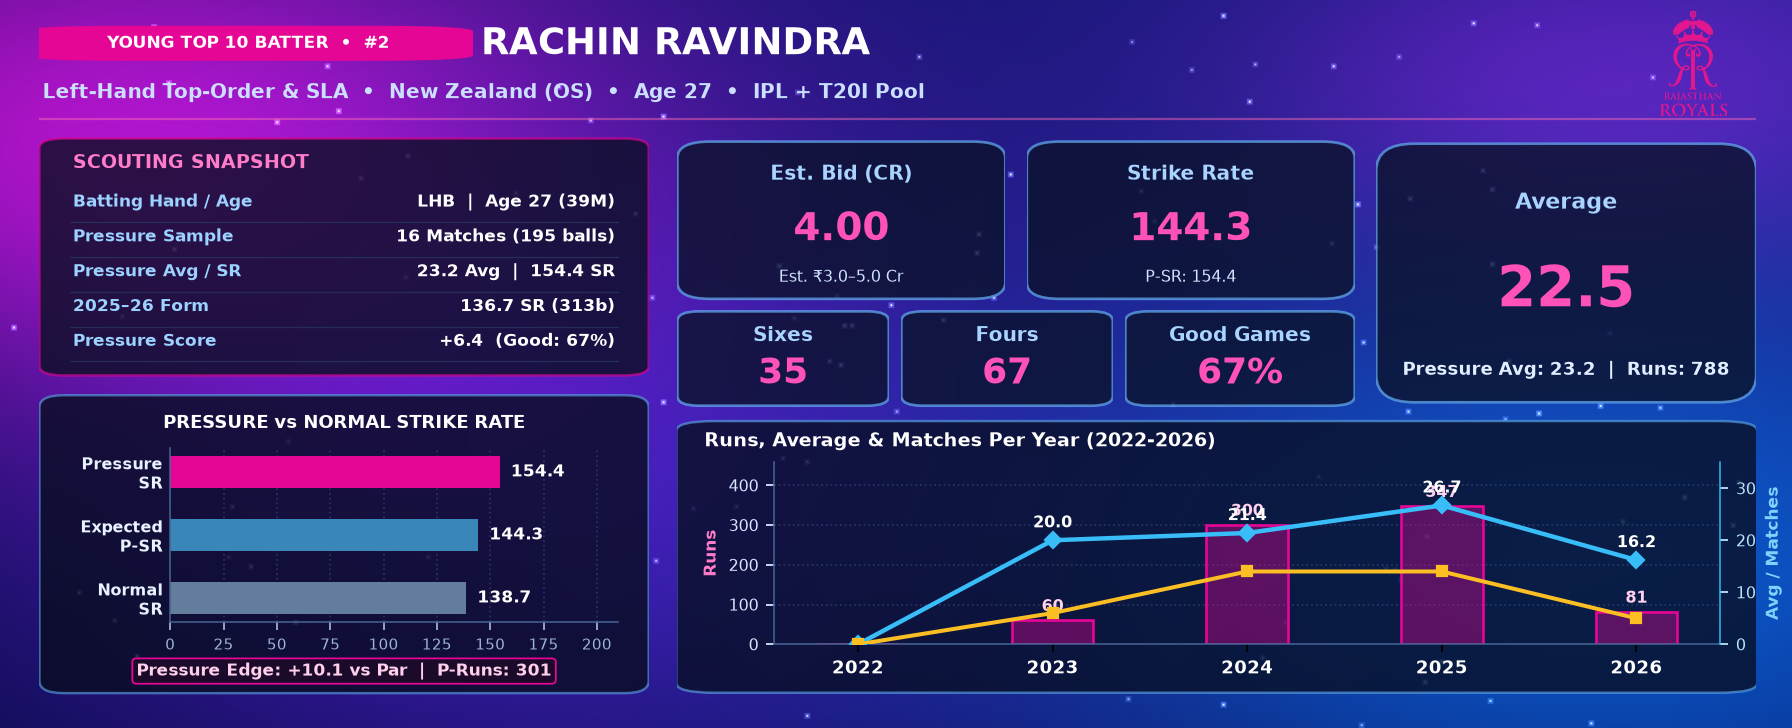 YOUNG TOP 10 BATTER • #2
RACHIN RAVINDRA
Left-Hand Top-Order & SLA • New Zealand (OS) • Age 27 • IPL + T20I Pool
RAJASTHAN
ROYALS
SCOUTING SNAPSHOT
Batting Hand / Age LHB | Age 27 (39M)
Pressure Sample 16 Matches (195 balls)
Pressure Avg / SR 23.2 Avg | 154.4 SR
2025–26 Form 136.7 SR (313b)
Pressure Score +6.4 (Good: 67%)
Est. Bid (CR)
4.00
Est. ₹3.0–5.0 Cr
Strike Rate
144.3
P-SR: 154.4
Average
22.5
Pressure Avg: 23.2 | Runs: 788
Sixes
35
Fours
67
Good Games
67%
PRESSURE vs NORMAL STRIKE RATE
Pressure
SR
154.4
Expected
P-SR
144.3
Normal
SR
138.7
0 25 50 75 100 125 150 175 200
Pressure Edge: +10.1 vs Par | P-Runs: 301
Runs, Average & Matches Per Year (2022-2026)
Runs
400
300
200
100
0
30
20
10
0
Avg / Matches
20.0
60
300
21.4
26.7
347
16.2
81
2022 2023 2024 2025 2026